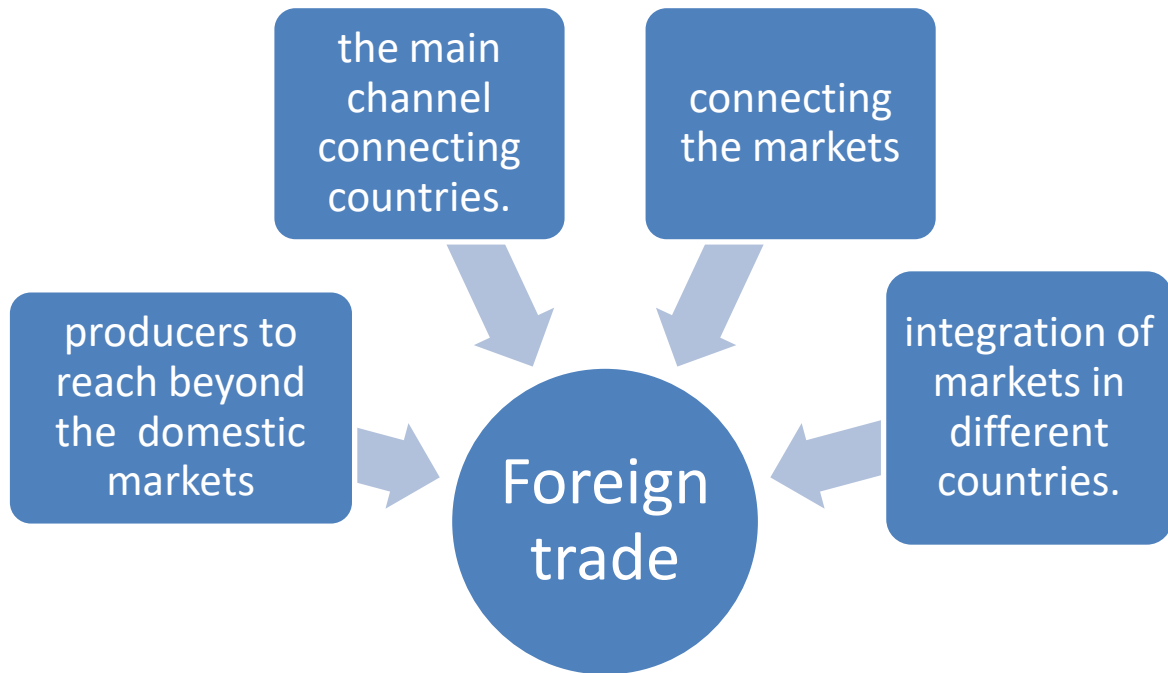 the main
channel
connecting
countries.
connecting
the markets
producers to
reach beyond
the  domestic
markets
integration of
markets in
different
countries.
Foreign
trade